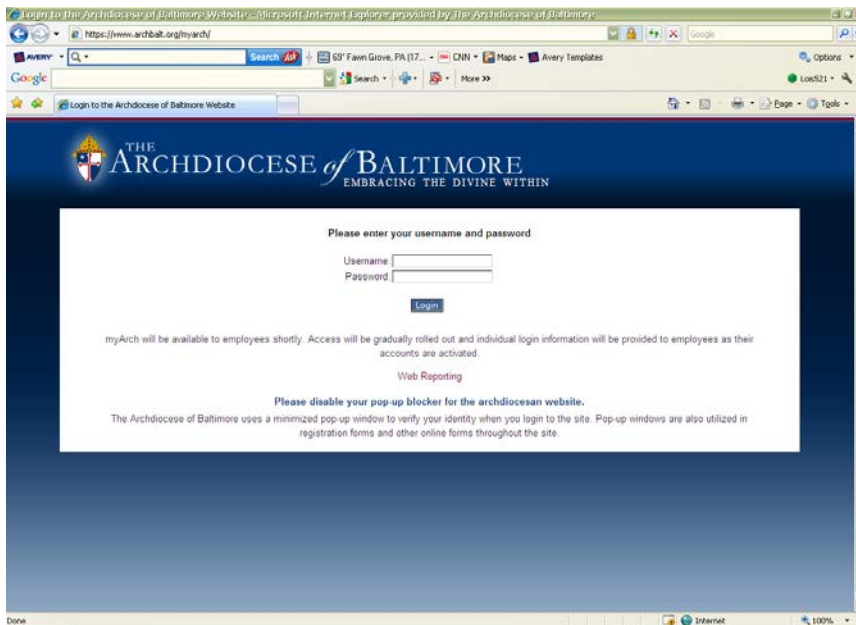 Login to the Archdiocese of Baltimore Website - Microsoft Internet Explorer provided by The Archdiocese of Baltimore
https://www.archbalt.org/myarch/ Google
AVERY Search 69° Fawn Grove, PA (17... CNN Maps Avery Templates Options
Google Search More >> Lois521
Login to the Archdiocese of Baltimore Website Page Tools
THE
ARCHDIOCESE of BALTIMORE
EMBRACING THE DIVINE WITHIN
Please enter your username and password
Username:
Password:
Login
myArch will be available to employees shortly. Access will be gradually rolled out and individual login information will be provided to employees as their
accounts are activated.
Web Reporting
Please disable your pop-up blocker for the archdiocesan website.
The Archdiocese of Baltimore uses a minimized pop-up window to verify your identity when you login to the site. Pop-up windows are also utilized in
registration forms and other online forms throughout the site.
Done Internet 100%